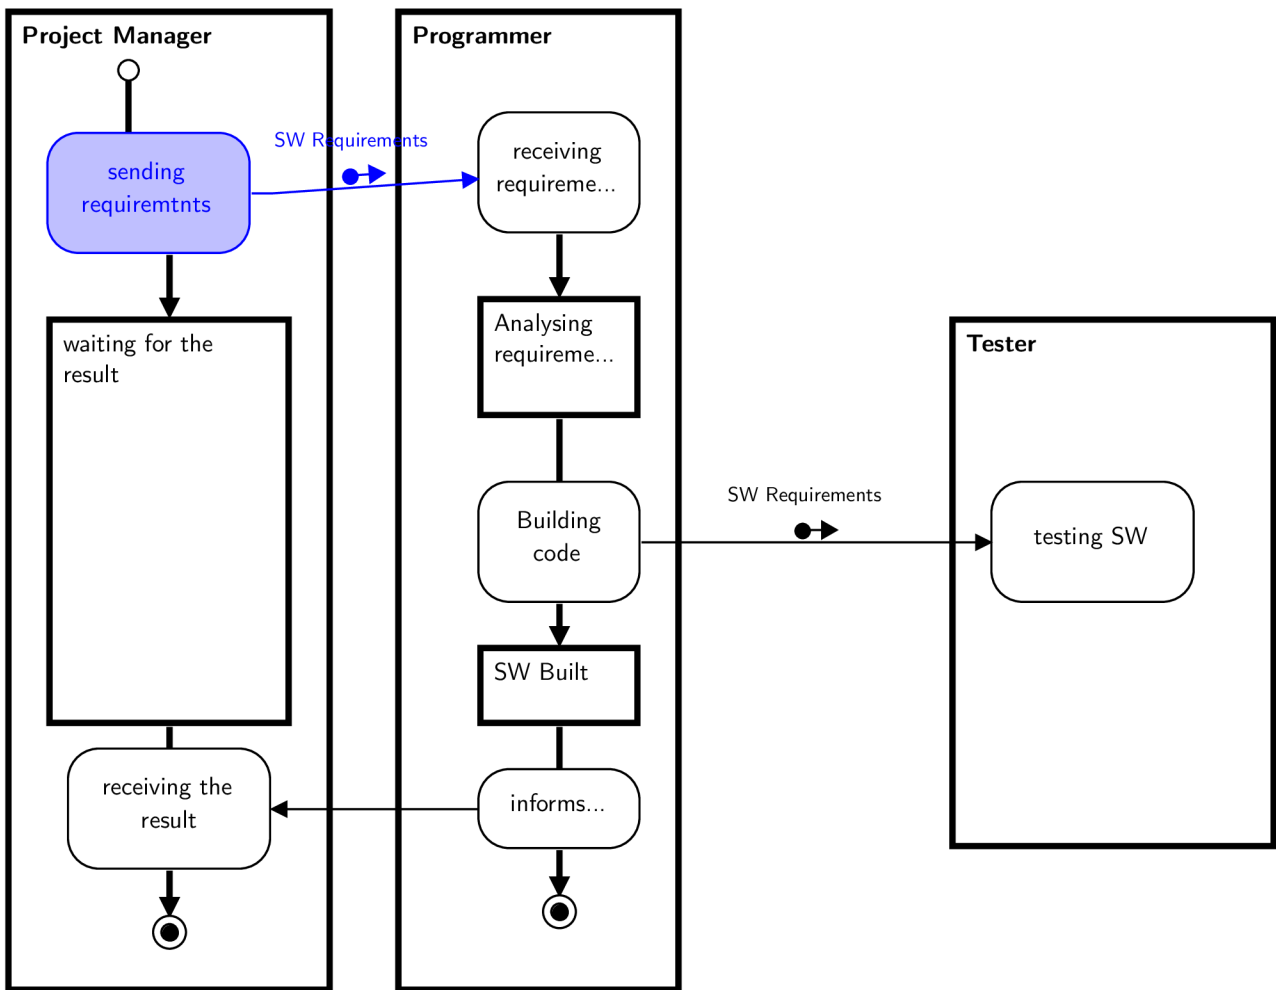 Project Manager
sending
requiremtnts
waiting for the
result
receiving the
result
SW Requirements
Programmer
receiving
requireme...
Analysing
requireme...
Building
code
SW Built
informs...
SW Requirements
Tester
testing SW